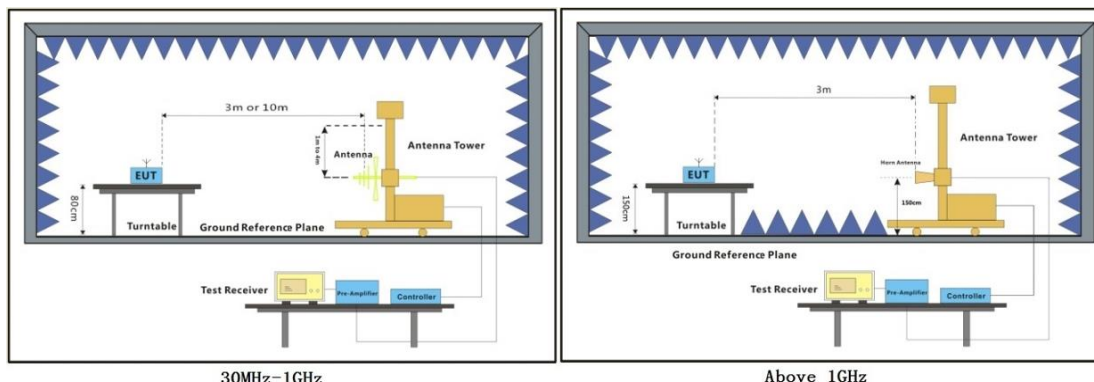 3m or 10m
1m to 4m
Antenna
Antenna Tower
EUT
80cm
Turntable
Ground Reference Plane
Test Receiver
Pre-Amplifier
Controller
30MHz-1GHz
3m
Antenna Tower
Horn Antenna
EUT
150cm
150cm
Turntable
Ground Reference Plane
Test Receiver
Pre-Amplifier
Controller
Above 1GHz